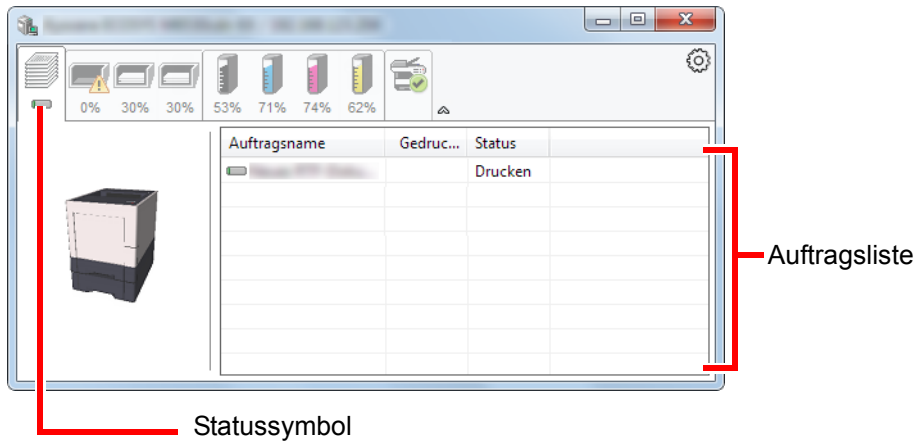 0% 30% 30% 53% 71% 74% 62%
Auftragsname Gedruc... Status
Drucken
Auftragsliste
Statussymbol